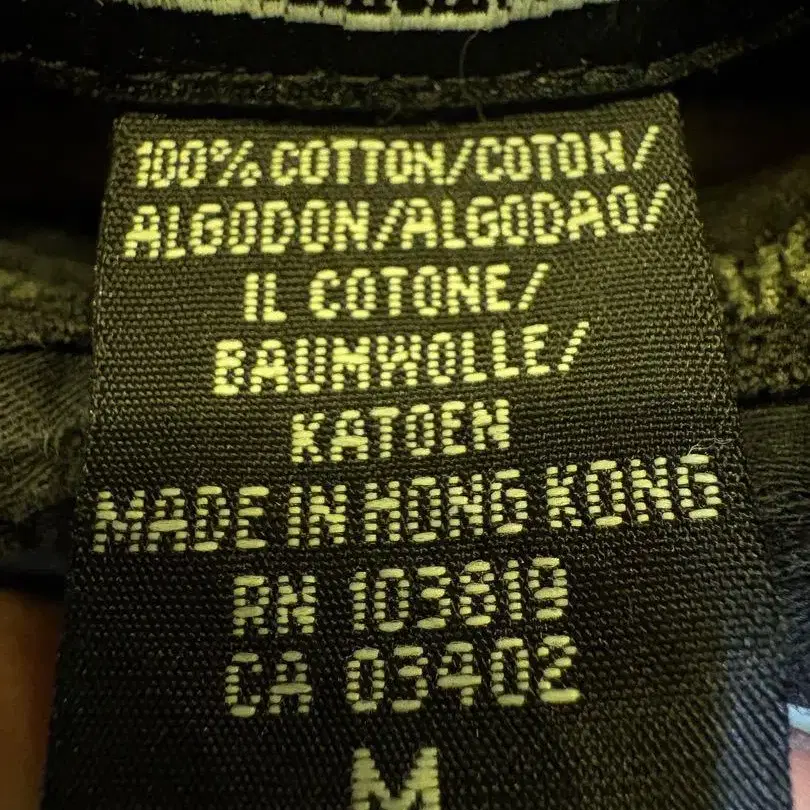 100% COTTON/COTON/
ALGODON/ALGODAO/
IL COTONE/
BAUMWOLLE/
KATOEN
MADE IN HONG KONG
RN 103819
CA 03402
M